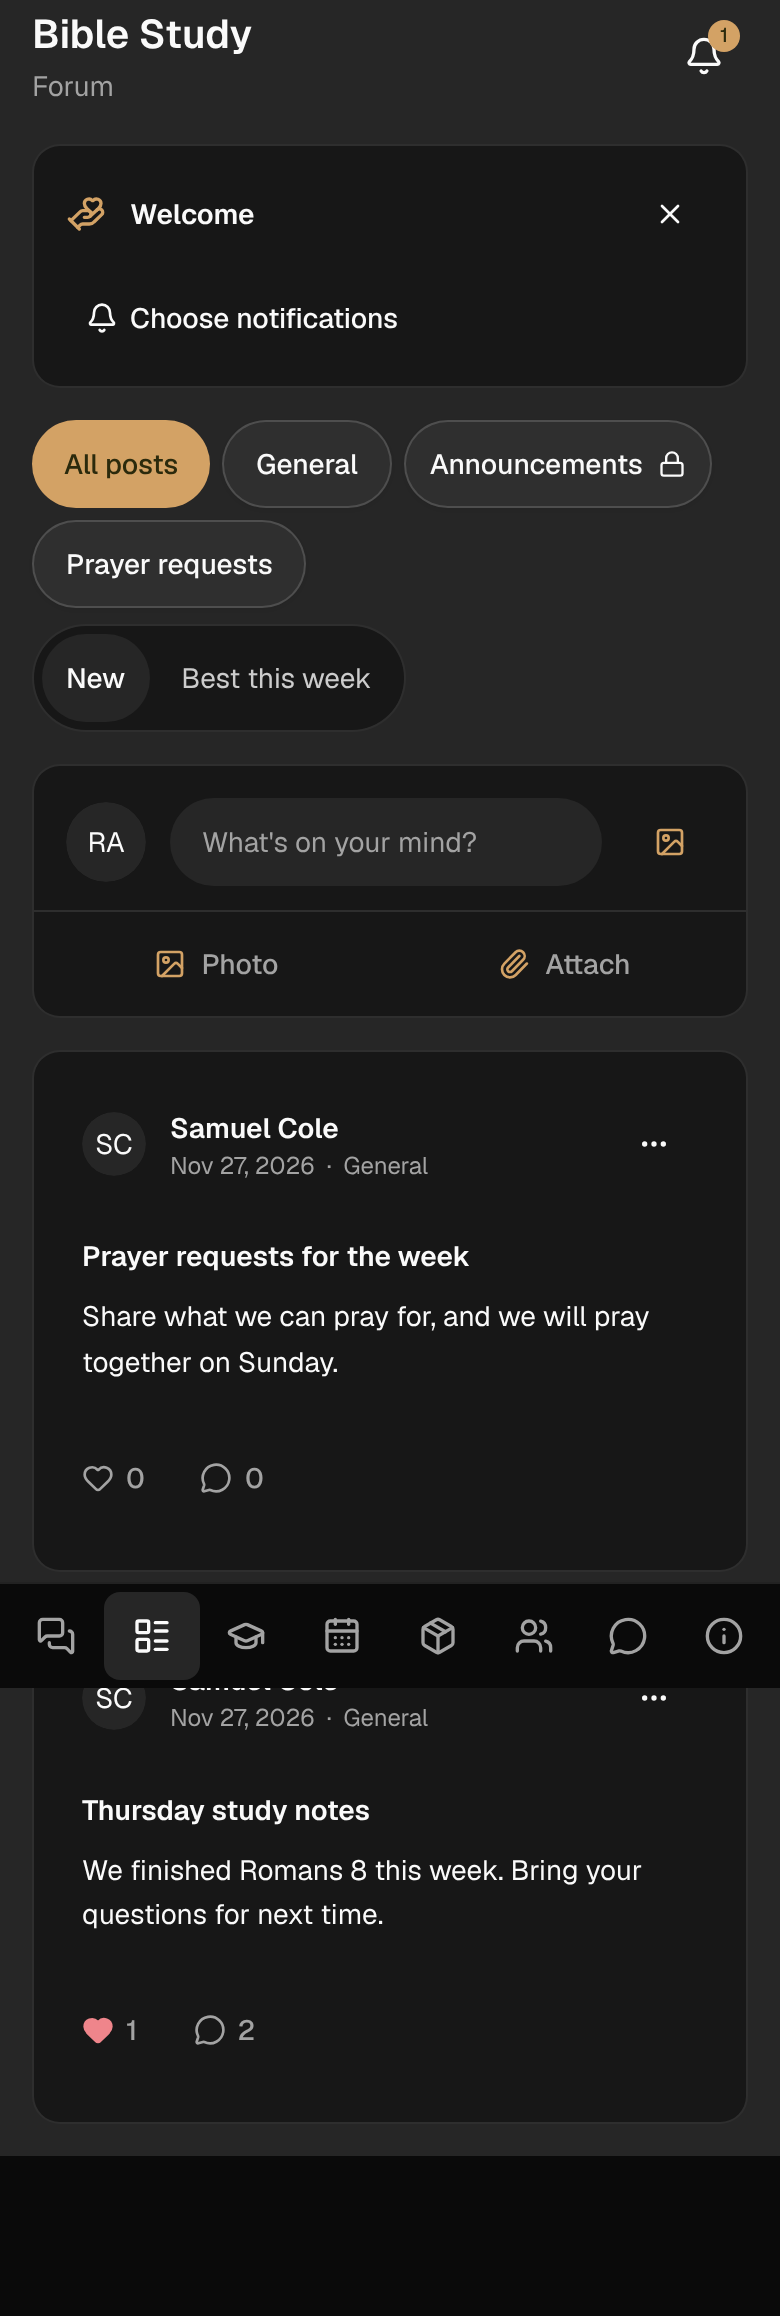 Bible Study
1
Forum
Welcome
Choose notifications
All posts
General
Announcements
Prayer requests
New
Best this week
RA
What's on your mind?
Photo
Attach
SC
Samuel Cole
Nov 27, 2026 · General
Prayer requests for the week
Share what we can pray for, and we will pray
together on Sunday.
0
0
SC
Samuel Cole
Nov 27, 2026 · General
Thursday study notes
We finished Romans 8 this week. Bring your
questions for next time.
1
2